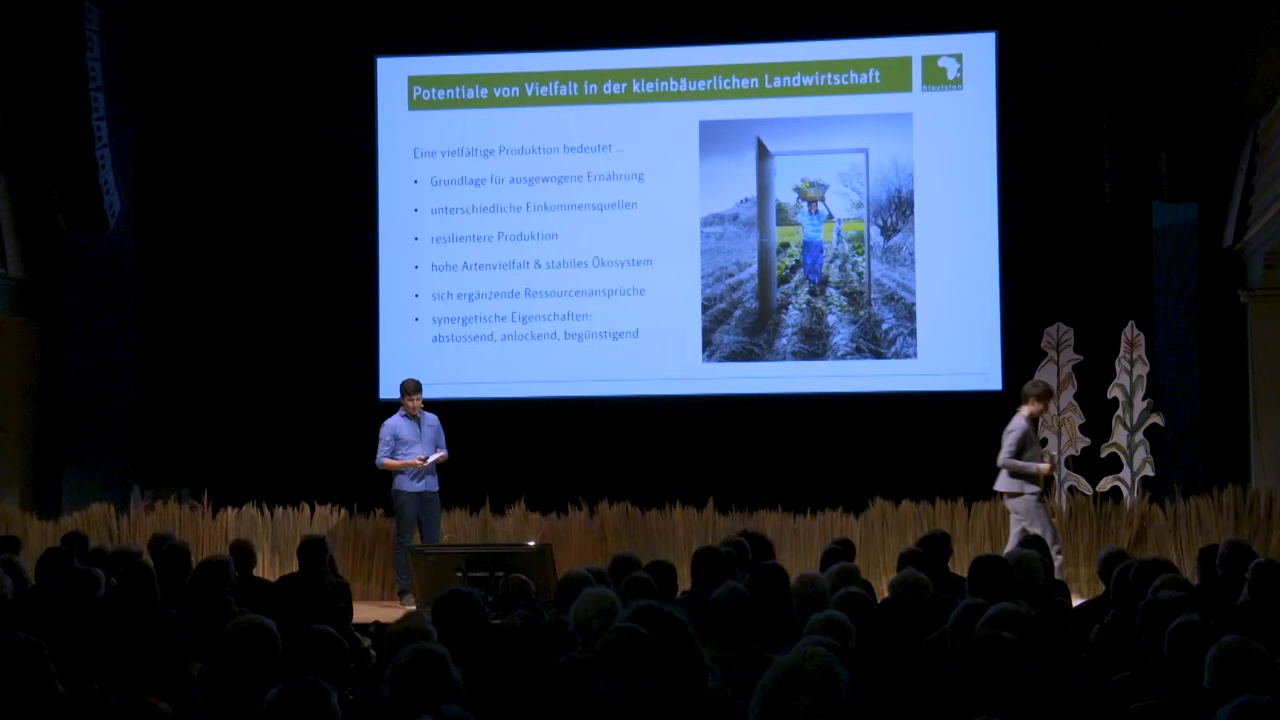 Potentiale von Vielfalt in der kleinbäuerlichen Landwirtschaft
biovision
Eine vielfältige Produktion bedeutet ...
• Grundlage für ausgewogene Ernährung
• unterschiedliche Einkommensquellen
• resilientere Produktion
• hohe Artenvielfalt & stabiles Ökosystem
• sich ergänzende Ressourcenansprüche
• synergetische Eigenschaften:
abstossend, anlockend, begünstigend